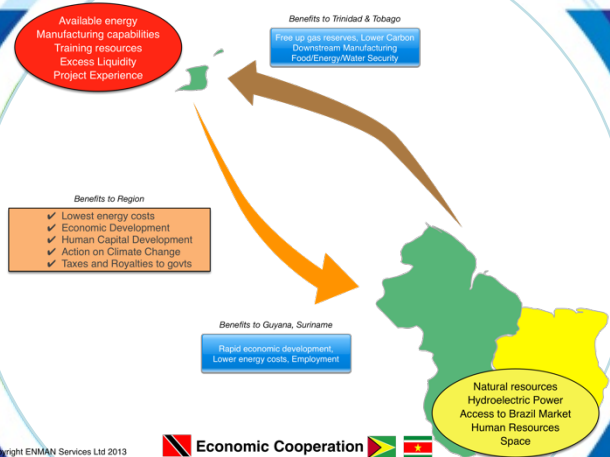 Available energy
Manufacturing capabilities
Training resources
Excess Liquidity
Project Experience
Benefits to Trinidad & Tobago
Free up gas reserves, Lower Carbon
Downstream Manufacturing
Food/Energy/Water Security
Benefits to Region
✔ Lowest energy costs
✔ Economic Development
✔ Human Capital Development
✔ Action on Climate Change
✔ Taxes and Royalties to govts
Benefits to Guyana, Suriname
Rapid economic development,
Lower energy costs, Employment
Natural resources
Hydroelectric Power
Access to Brazil Market
Human Resources
Space
Economic Cooperation
yright ENMAN Services Ltd 2013